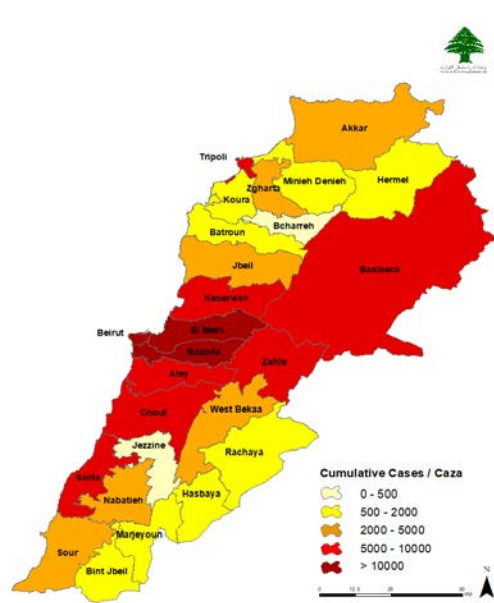 Akkar
Tripoli
Zgharta
Minieh Denieh
Hermel
Koura
Bcharreh
Batroun
Jbeil
Baalbeck
Keserwan
El Metn
Beirut
Baabda
Zahle
Aley
Chouf
West Bekaa
Jezzine
Rachaya
Saida
Nabatieh
Hasbaya
Marjeyoun
Sour
Bint Jbeil
Cumulative Cases / Caza
0 - 500
500 - 2000
2000 - 5000
5000 - 10000
> 10000
N